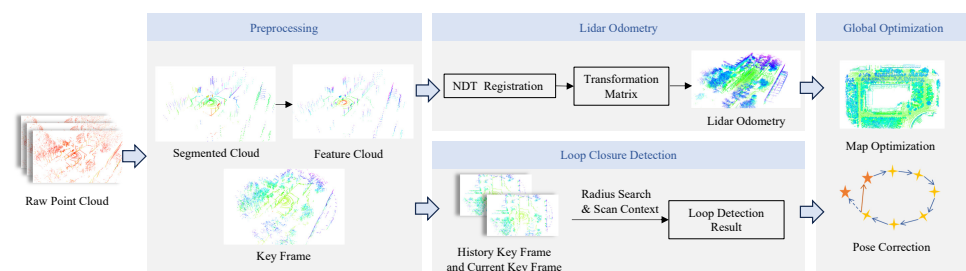 Preprocessing
Lidar Odometry
Global Optimization
NDT Registration
Transformation
Matrix
Lidar Odometry
Segmented Cloud
Feature Cloud
Map Optimization
Loop Closure Detection
Raw Point Cloud
Key Frame
Radius Search
& Scan Context
Loop Detection
Result
History Key Frame
and Current Key Frame
Pose Correction